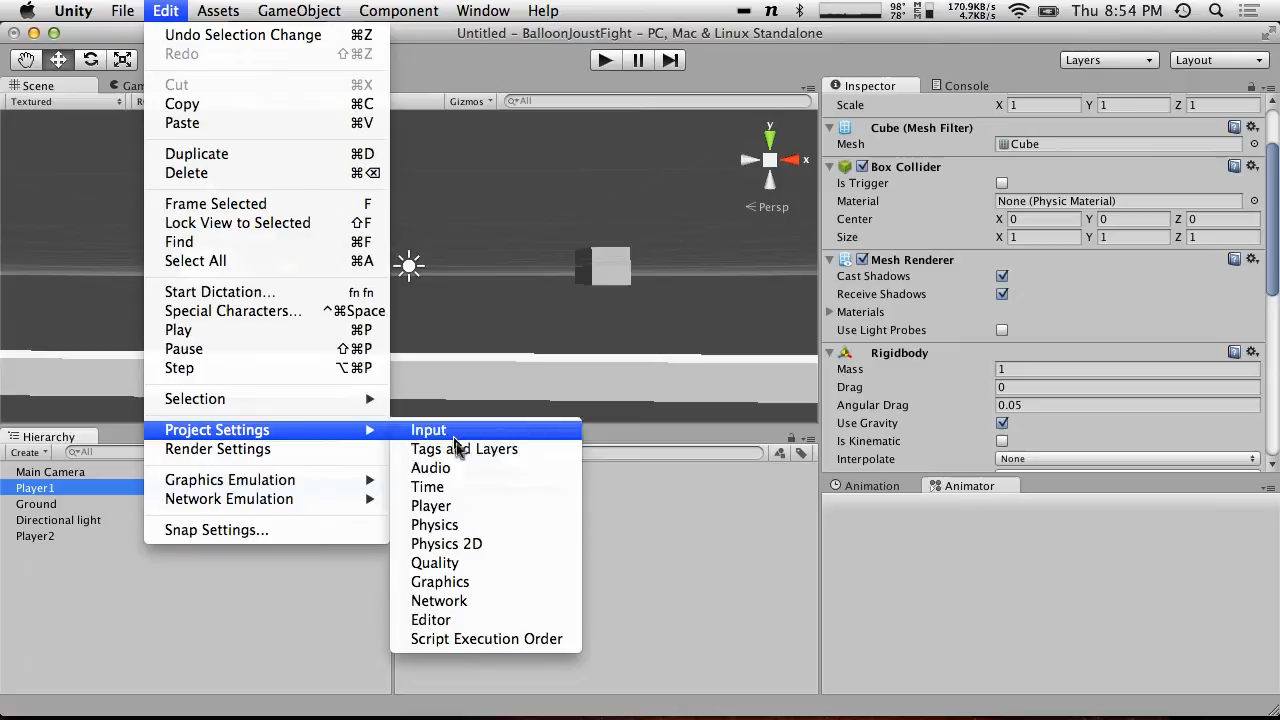 Unity File Edit Assets GameObject Component Window Help 98° 78° 170.9KB/s 4.7KB/s Thu 8:54 PM
Untitled - BalloonJoustFight - PC, Mac & Linux Standalone
Layers Layout
Scene Gam
Textured Gizmos All
Undo Selection Change ⌘Z
Redo ⇧⌘Z
Cut ⌘X
Copy ⌘C
Paste ⌘V
Duplicate ⌘D
Delete ⌘⌫
Frame Selected F
Lock View to Selected ⇧F
Find ⌘F
Select All ⌘A
Start Dictation... fn fn
Special Characters... ^⌘Space
Play ⌘P
Pause ⇧⌘P
Step ⌥⌘P
Selection
Project Settings
Render Settings
Graphics Emulation
Network Emulation
Snap Settings...
Input
Tags and Layers
Audio
Time
Player
Physics
Physics 2D
Quality
Graphics
Network
Editor
Script Execution Order
y
x
Persp
Hierarchy
Create All
Main Camera
Player1
Ground
Directional light
Player2
Inspector Console
Scale X 1 Y 1 Z 1
Cube (Mesh Filter)
Mesh Cube
Box Collider
Is Trigger
Material None (Physic Material)
Center X 0 Y 0 Z 0
Size X 1 Y 1 Z 1
Mesh Renderer
Cast Shadows
Receive Shadows
Materials
Use Light Probes
Rigidbody
Mass 1
Drag 0
Angular Drag 0.05
Use Gravity
Is Kinematic
Interpolate None
Animation Animator